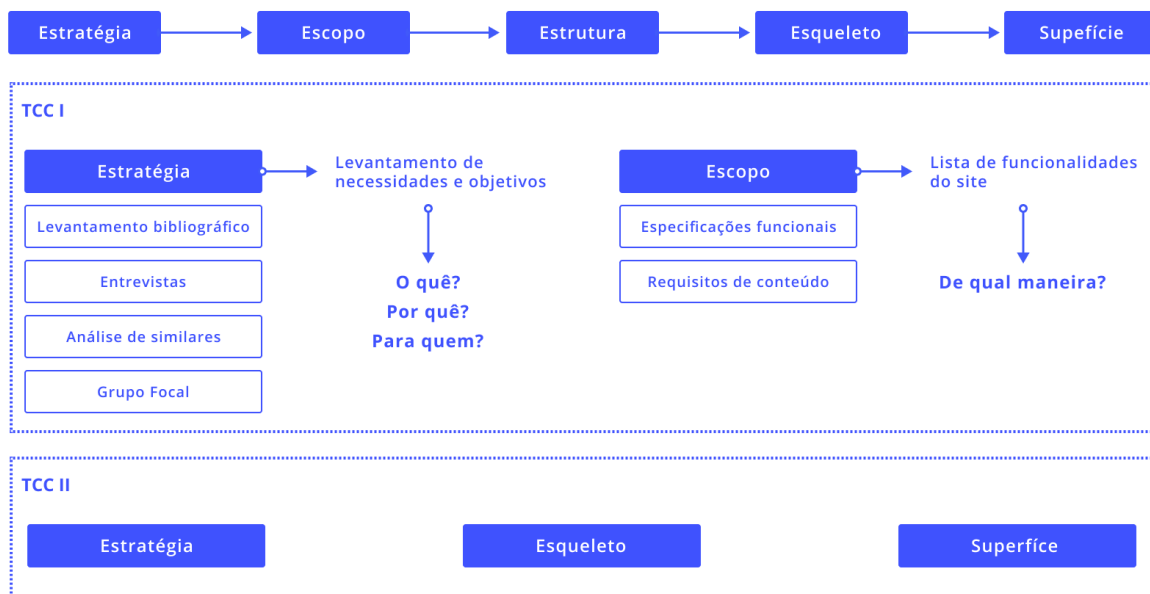 Estratégia
Escopo
Estrutura
Esqueleto
Supefície
TCC I
Estratégia
Levantamento de
necessidades e objetivos
Levantamento bibliográfico
Entrevistas
Análise de similares
Grupo Focal
O quê?
Por quê?
Para quem?
Escopo
Lista de funcionalidades
do site
Especificações funcionais
Requisitos de conteúdo
De qual maneira?
TCC II
Estratégia
Esqueleto
Superfíce